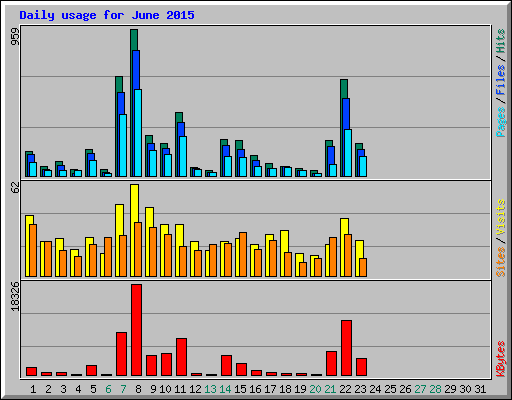 Daily usage for June 2015
959
Pages / Files / Hits
62
Sites / Visits
18326
KBytes
1 2 3 4 5 6 7 8 9 10 11 12 13 14 15 16 17 18 19 20 21 22 23 24 25 26 27 28 29 30 31